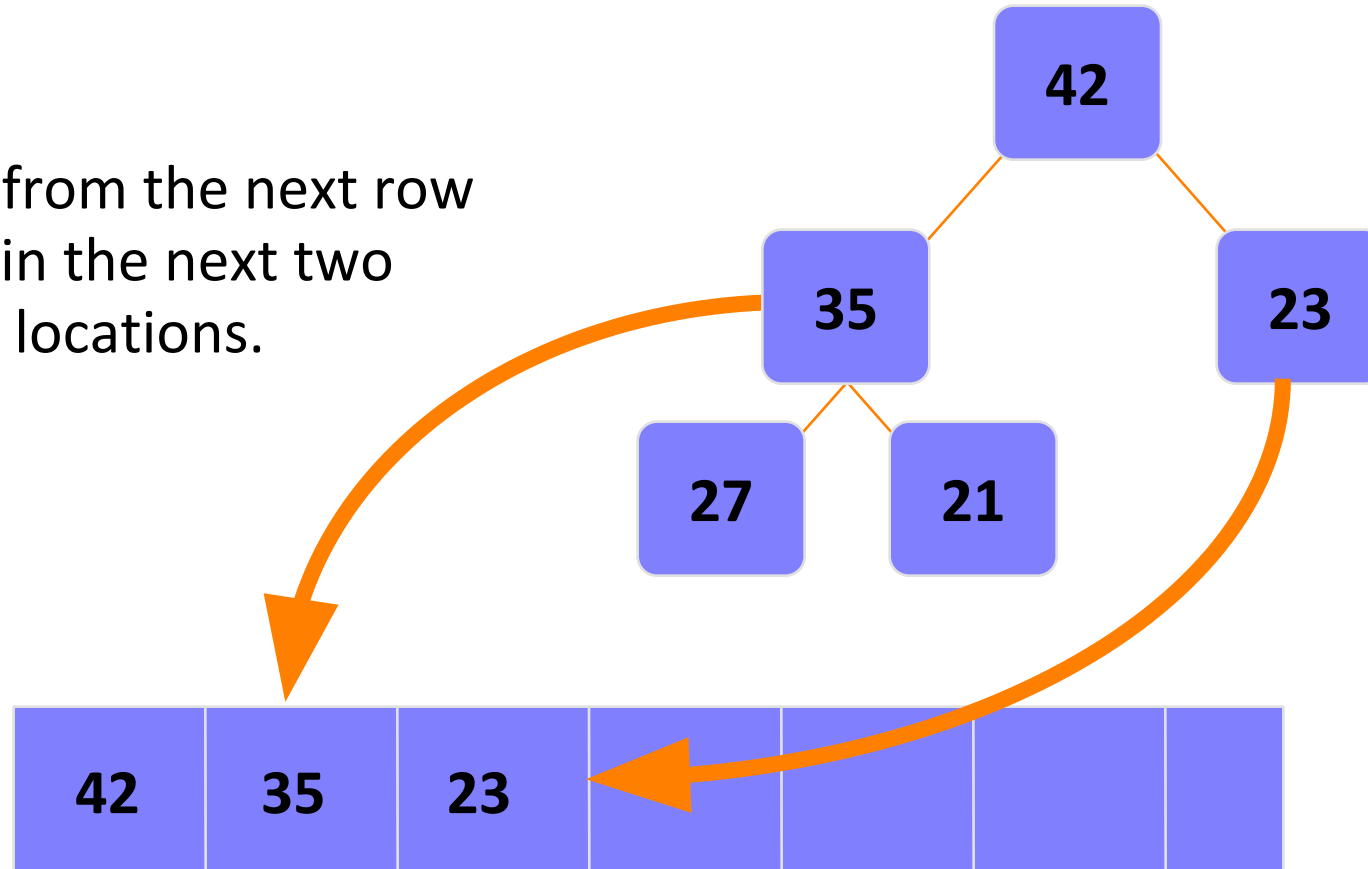 42
from the next row
in the next two
locations.
35
23
27
21
42 35 23